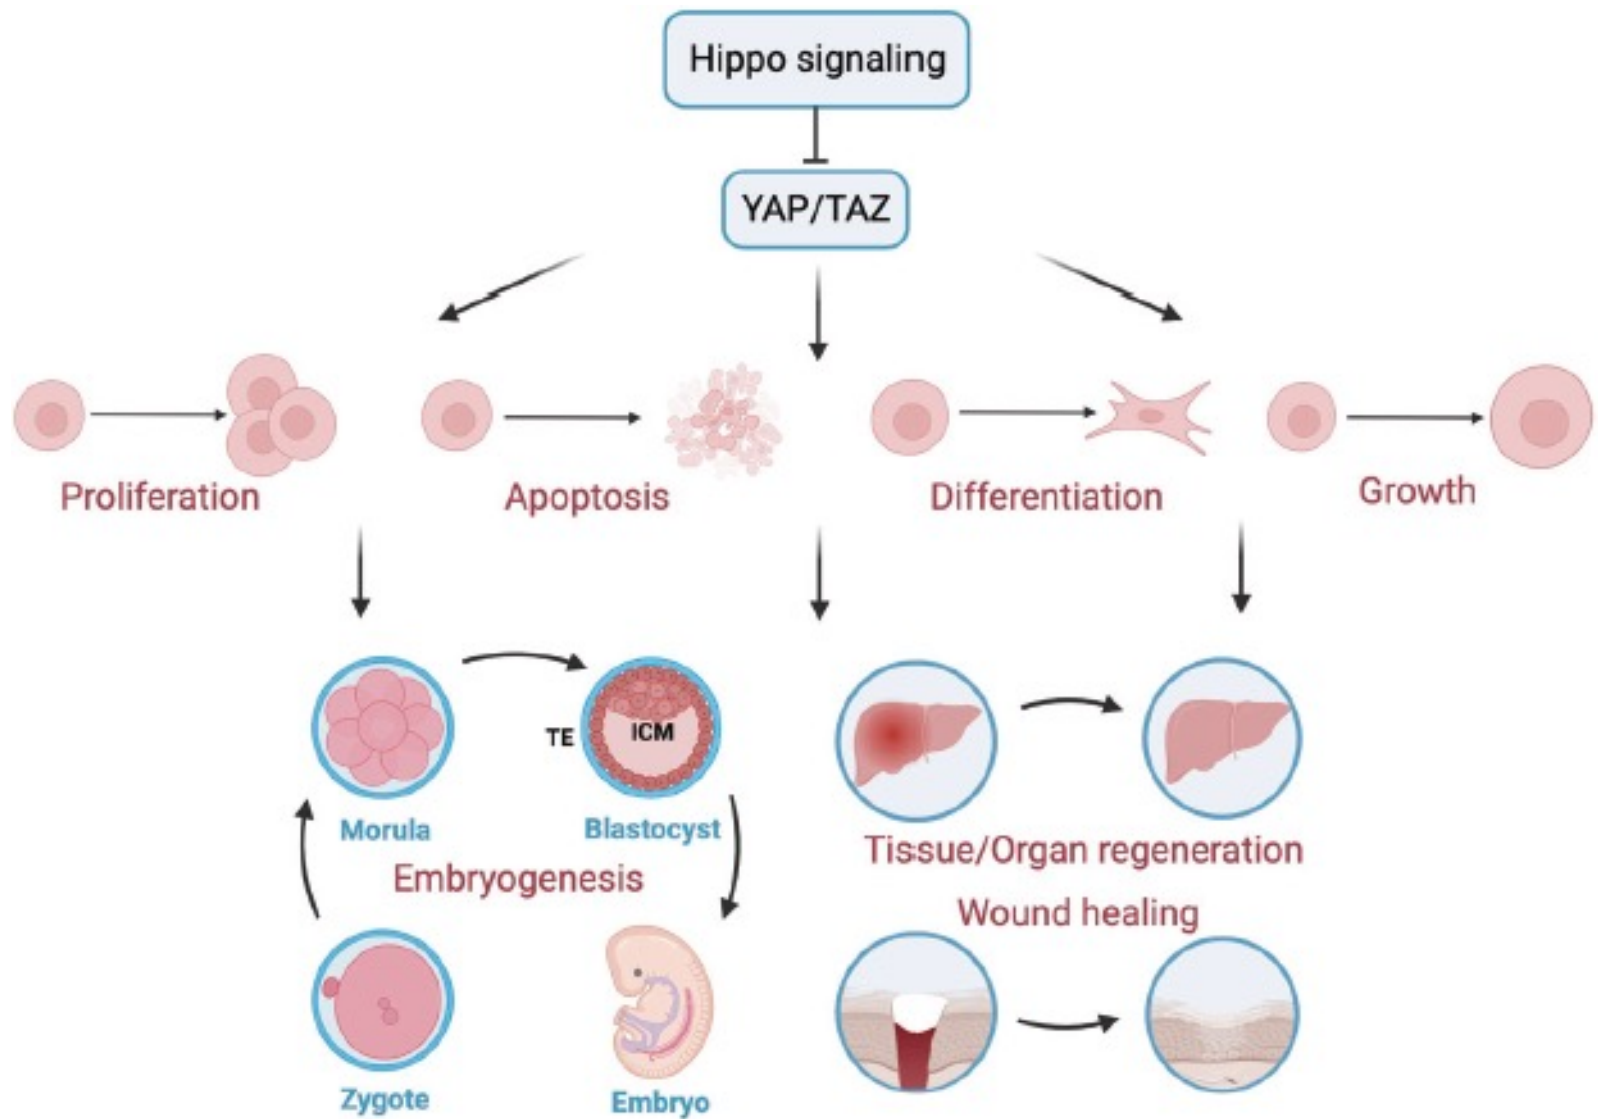 Hippo signaling
YAP/TAZ
Proliferation
Apoptosis
Differentiation
Growth
TE
ICM
Morula
Blastocyst
Embryogenesis
Zygote
Embryo
Tissue/Organ regeneration
Wound healing